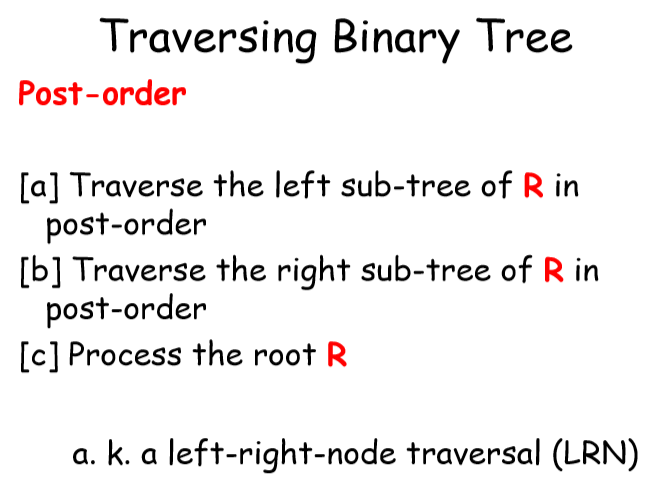 Traversing Binary Tree
Post-order
[a] Traverse the left sub-tree of R in
post-order
[b] Traverse the right sub-tree of R in
post-order
[c] Process the root R
a. k. a left-right-node traversal (LRN)